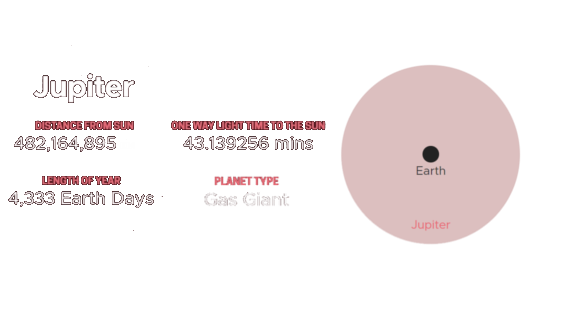 Jupiter
DISTANCE FROM SUN
482,164,895
ONE WAY LIGHT TIME TO THE SUN
43.139256 mins
LENGTH OF YEAR
4,333 Earth Days
PLANET TYPE
Gas Giant
Earth
Jupiter